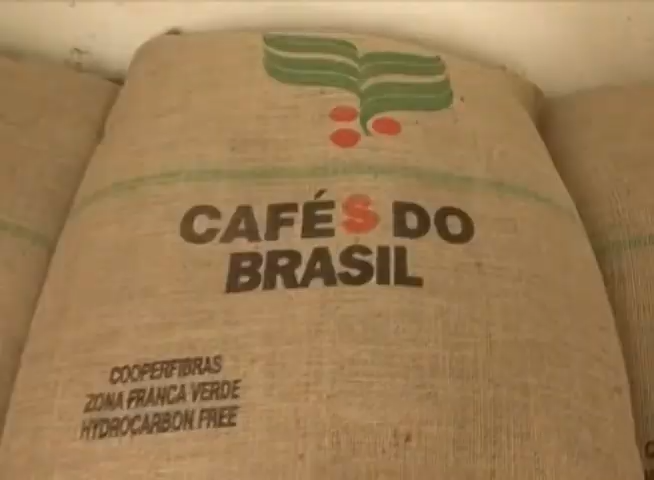 CAFÉS DO
BRASIL
COOPERFIBRAS
ZONA FRANCA VERDE
HYDROCARBON FREE